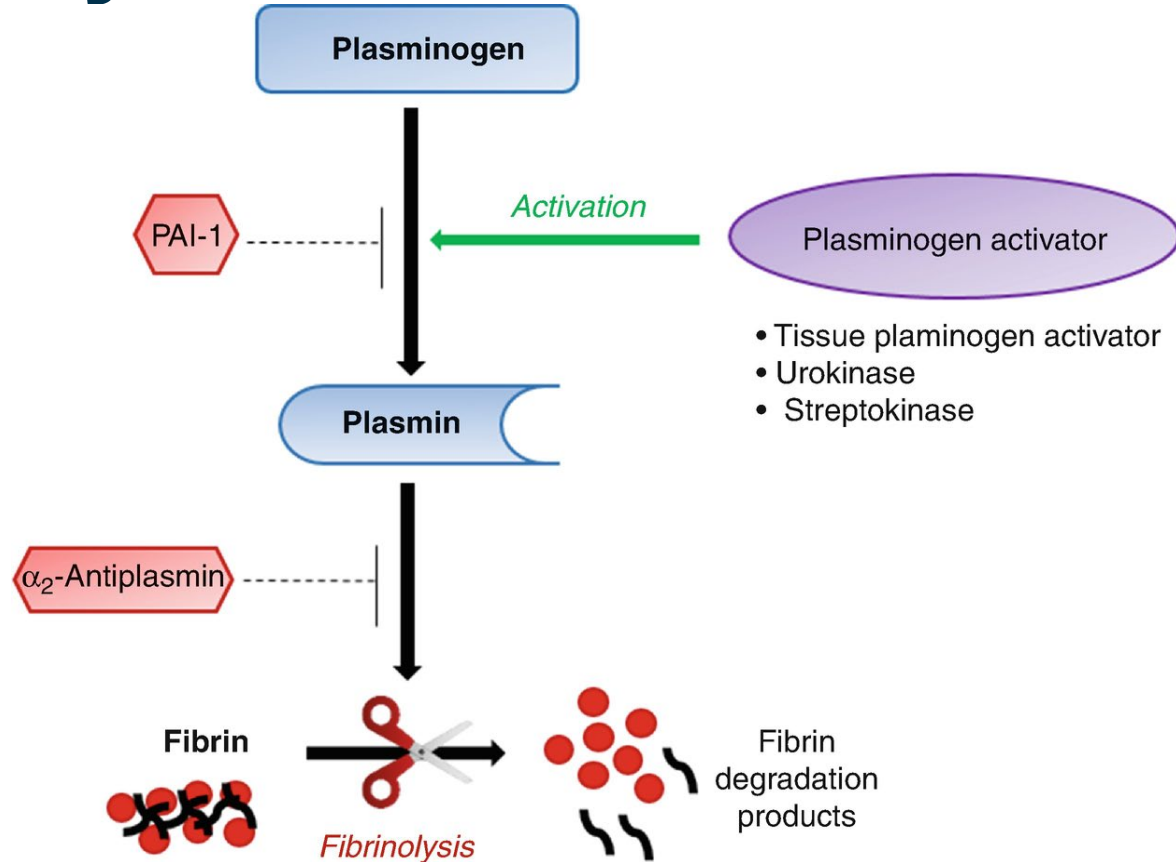 Plasminogen
PAI-1
Activation
Plasminogen activator
• Tissue plaminogen activator
• Urokinase
• Streptokinase
Plasmin
α₂-Antiplasmin
Fibrin
Fibrinolysis
Fibrin
degradation
products